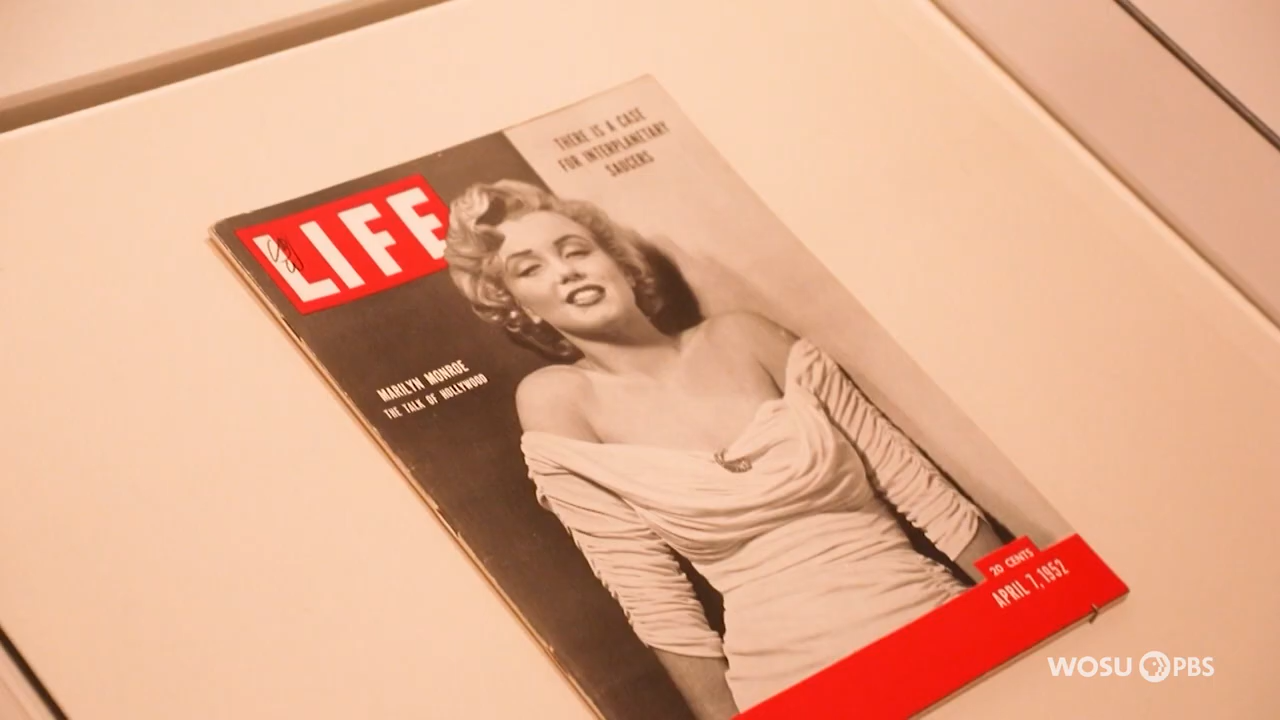 THERE IS A CASE
FOR INTERPLANETARY
SAUCERS
LIFE
MARILYN MONROE
THE TALK OF HOLLYWOOD
20 CENTS
APRIL 7, 1952
WOSU PBS